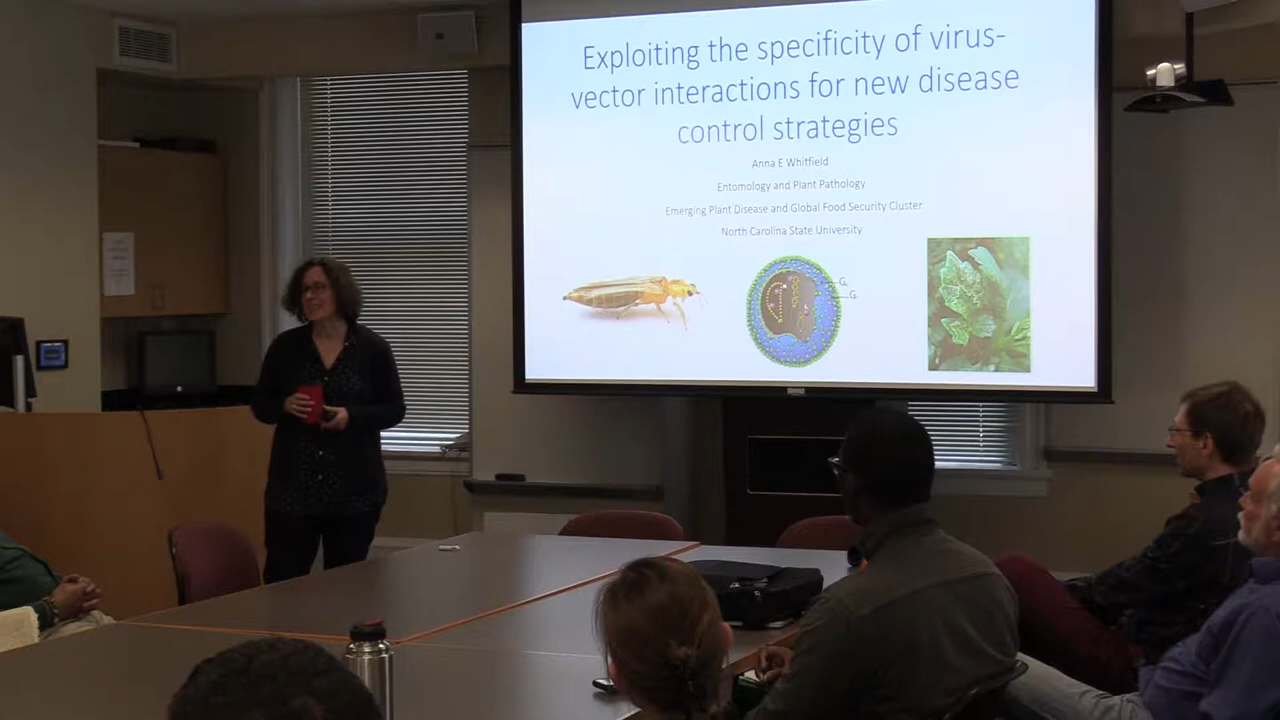 Exploiting the specificity of virus-
vector interactions for new disease
control strategies
Anna E Whitfield
Entomology and Plant Pathology
Emerging Plant Disease and Global Food Security Cluster
North Carolina State University